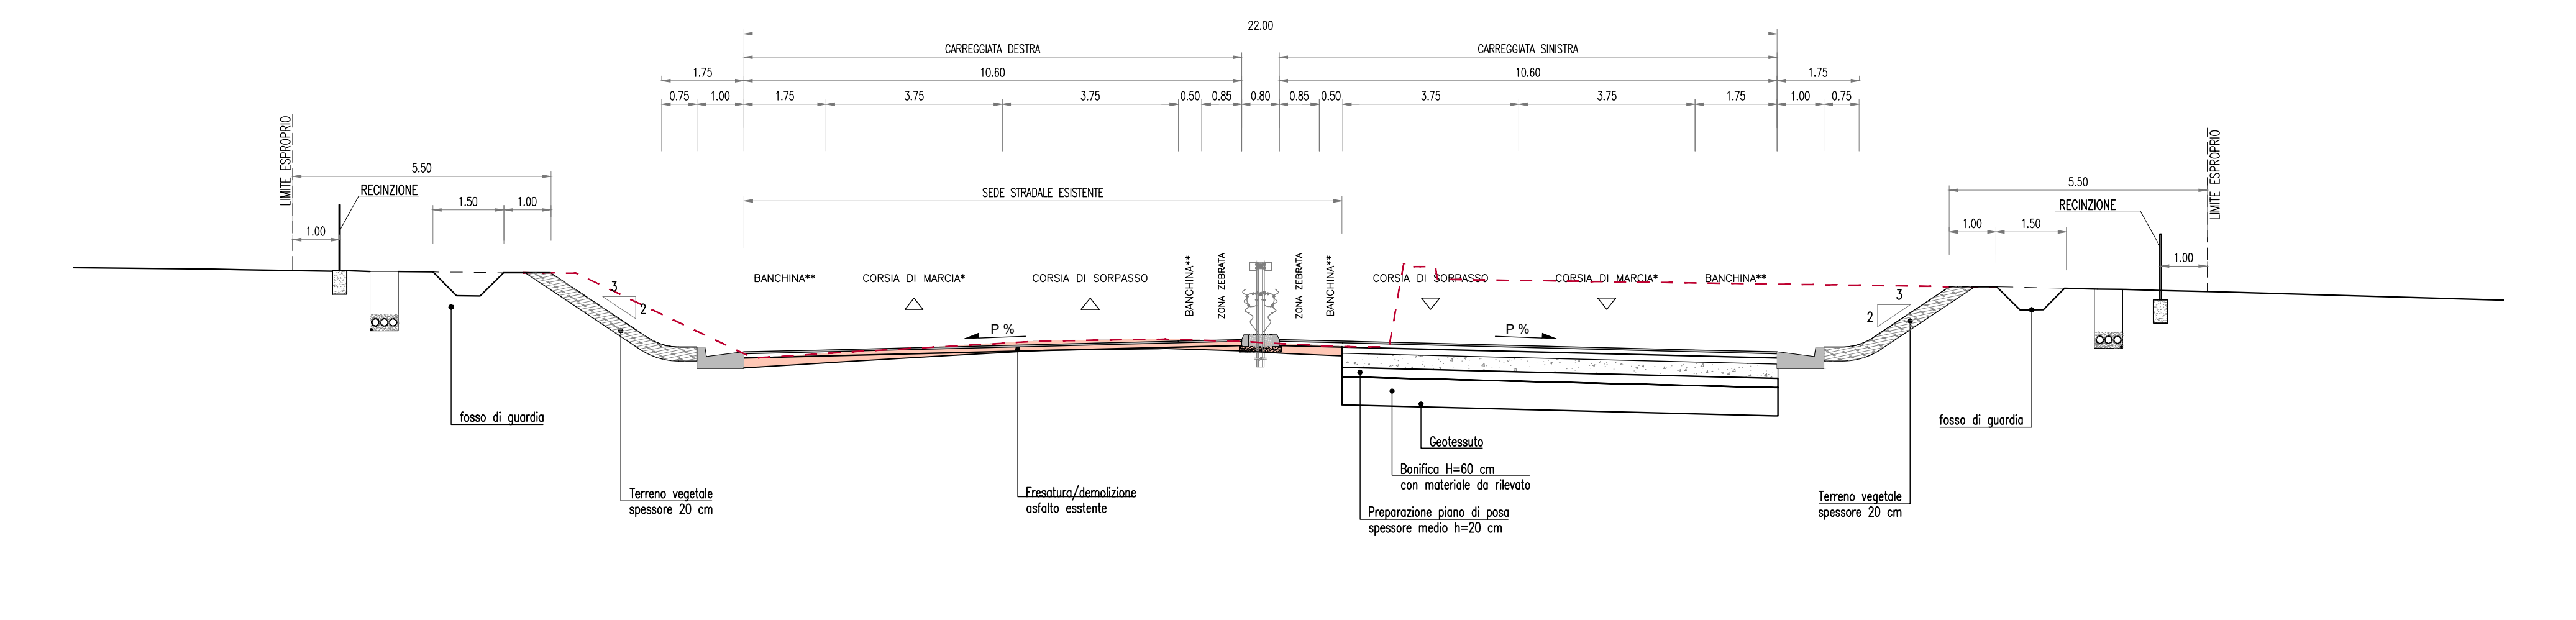 22.00
CARREGGIATA DESTRA
CARREGGIATA SINISTRA
1.75
10.60
10.60
1.75
0.75
1.00
1.75
3.75
3.75
0.50
0.85
0.80
0.85
0.50
3.75
3.75
1.75
1.00
0.75
LIMITE ESPROPRIO
5.50
RECINZIONE
1.50
1.00
1.00
SEDE STRADALE ESISTENTE
5.50
LIMITE ESPROPRIO
RECINZIONE
1.00
1.50
1.00
BANCHINA**
CORSIA DI MARCIA*
CORSIA DI SORPASSO
BANCHINA**
ZONA ZEBRATA
ZONA ZEBRATA
BANCHINA**
CORSIA DI SORPASSO
CORSIA DI MARCIA*
BANCHINA**
3
2
P %
P %
3
2
fosso di guardia
fosso di guardia
Geotessuto
Bonifica H=60 cm
con materiale da rilevato
Terreno vegetale
spessore 20 cm
Fresatura/demolizione
asfalto esstente
Preparazione piano di posa
spessore medio h=20 cm
Terreno vegetale
spessore 20 cm